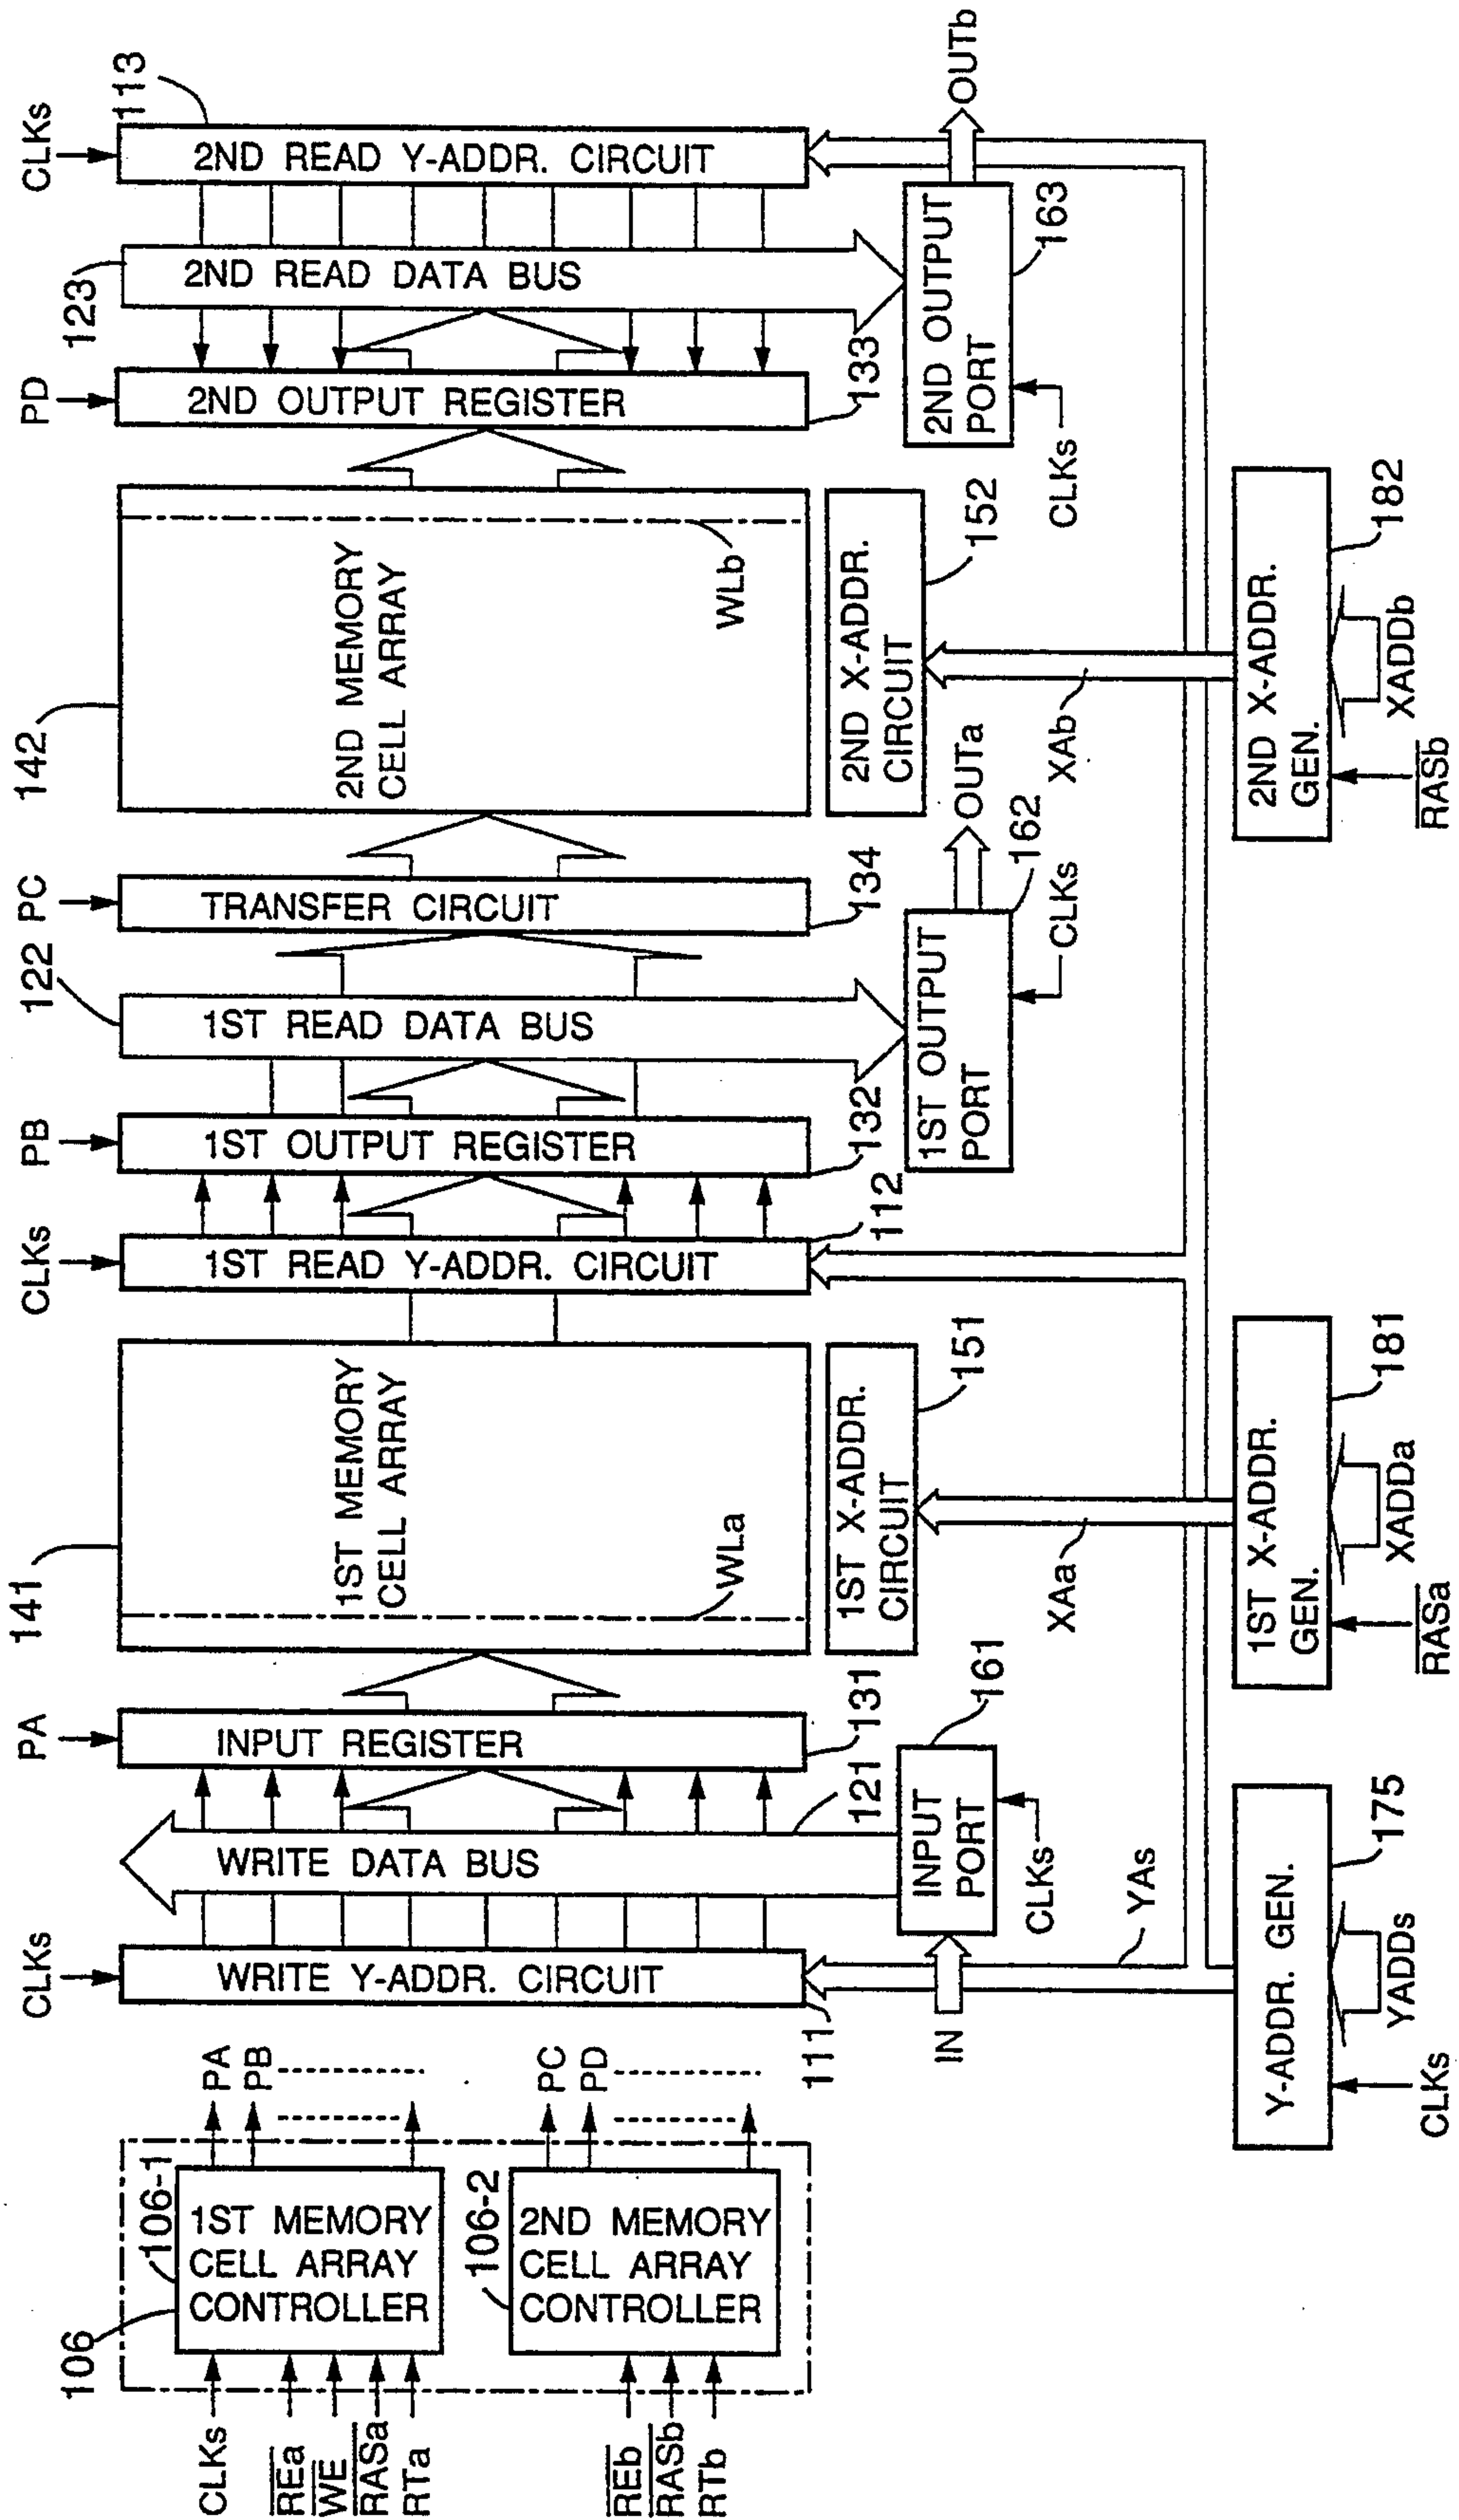 CLKs
REa
WE
RASa
RTa
REb
RASb
RTb
106
106-1
1ST MEMORY
CELL ARRAY
CONTROLLER
106-2
2ND MEMORY
CELL ARRAY
CONTROLLER
PA
PB
PC
PD
CLKs
WRITE Y-ADDR. CIRCUIT
111
WRITE DATA BUS
121
PA
INPUT REGISTER
131
IN
INPUT
PORT
161
CLKs
YAs
Y-ADDR. GEN.
175
CLKs
YADDs
141
1ST MEMORY
CELL ARRAY
WLa
1ST X-ADDR.
CIRCUIT
151
XAa
1ST X-ADDR.
GEN.
181
RASa
XADDa
CLKs
1ST READ Y-ADDR. CIRCUIT
112
PB
1ST OUTPUT REGISTER
132
122
1ST READ DATA BUS
1ST OUTPUT
PORT
162
CLKs
OUTa
PC
TRANSFER CIRCUIT
134
142
2ND MEMORY
CELL ARRAY
WLb
2ND X-ADDR.
CIRCUIT
152
XAb
2ND X-ADDR.
GEN.
182
RASb
XADDb
PD
2ND OUTPUT REGISTER
133
123
2ND READ DATA BUS
2ND OUTPUT
PORT
163
CLKs
OUTb
CLKs
2ND READ Y-ADDR. CIRCUIT
113